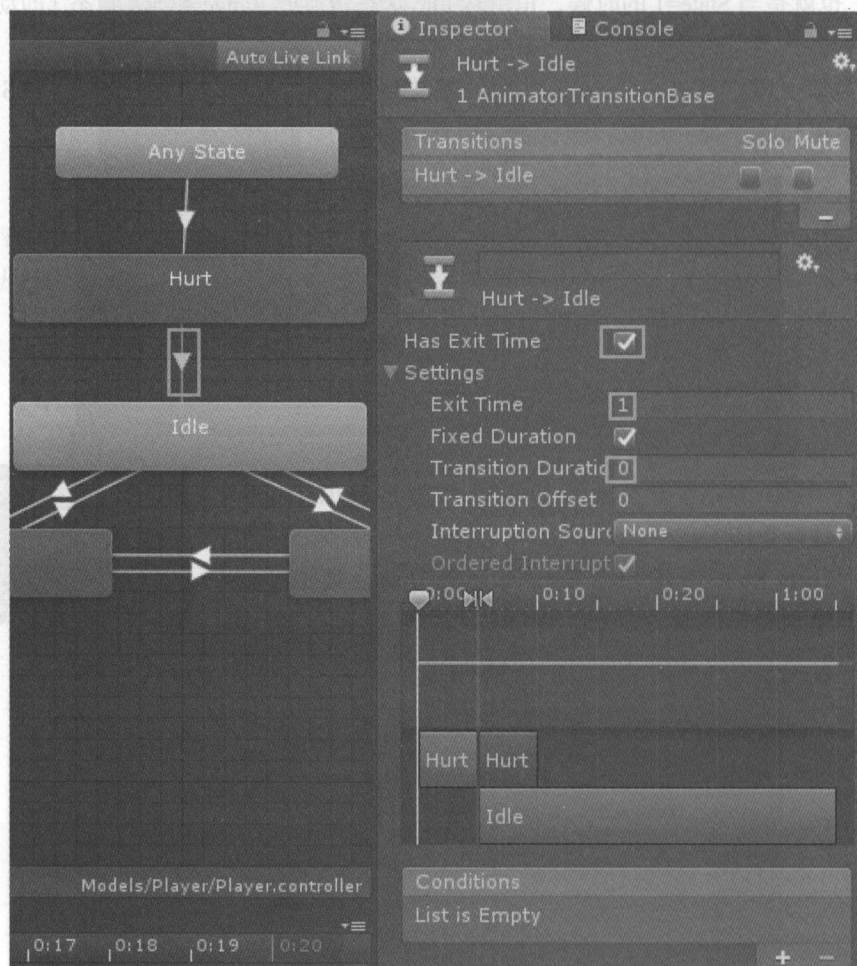 Auto Live Link
Any State
Hurt
Idle
Models/Player/Player.controller
0:17 0:18 0:19 0:20
Inspector Console
Hurt -> Idle
1 AnimatorTransitionBase
Transitions Solo Mute
Hurt -> Idle
Hurt -> Idle
Has Exit Time
Settings
Exit Time 1
Fixed Duration
Transition Duratic 0
Transition Offset 0
Interruption Sourc None
Ordered Interrupt
0:00 0:10 0:20 1:00
Hurt Hurt
Idle
Conditions
List is Empty